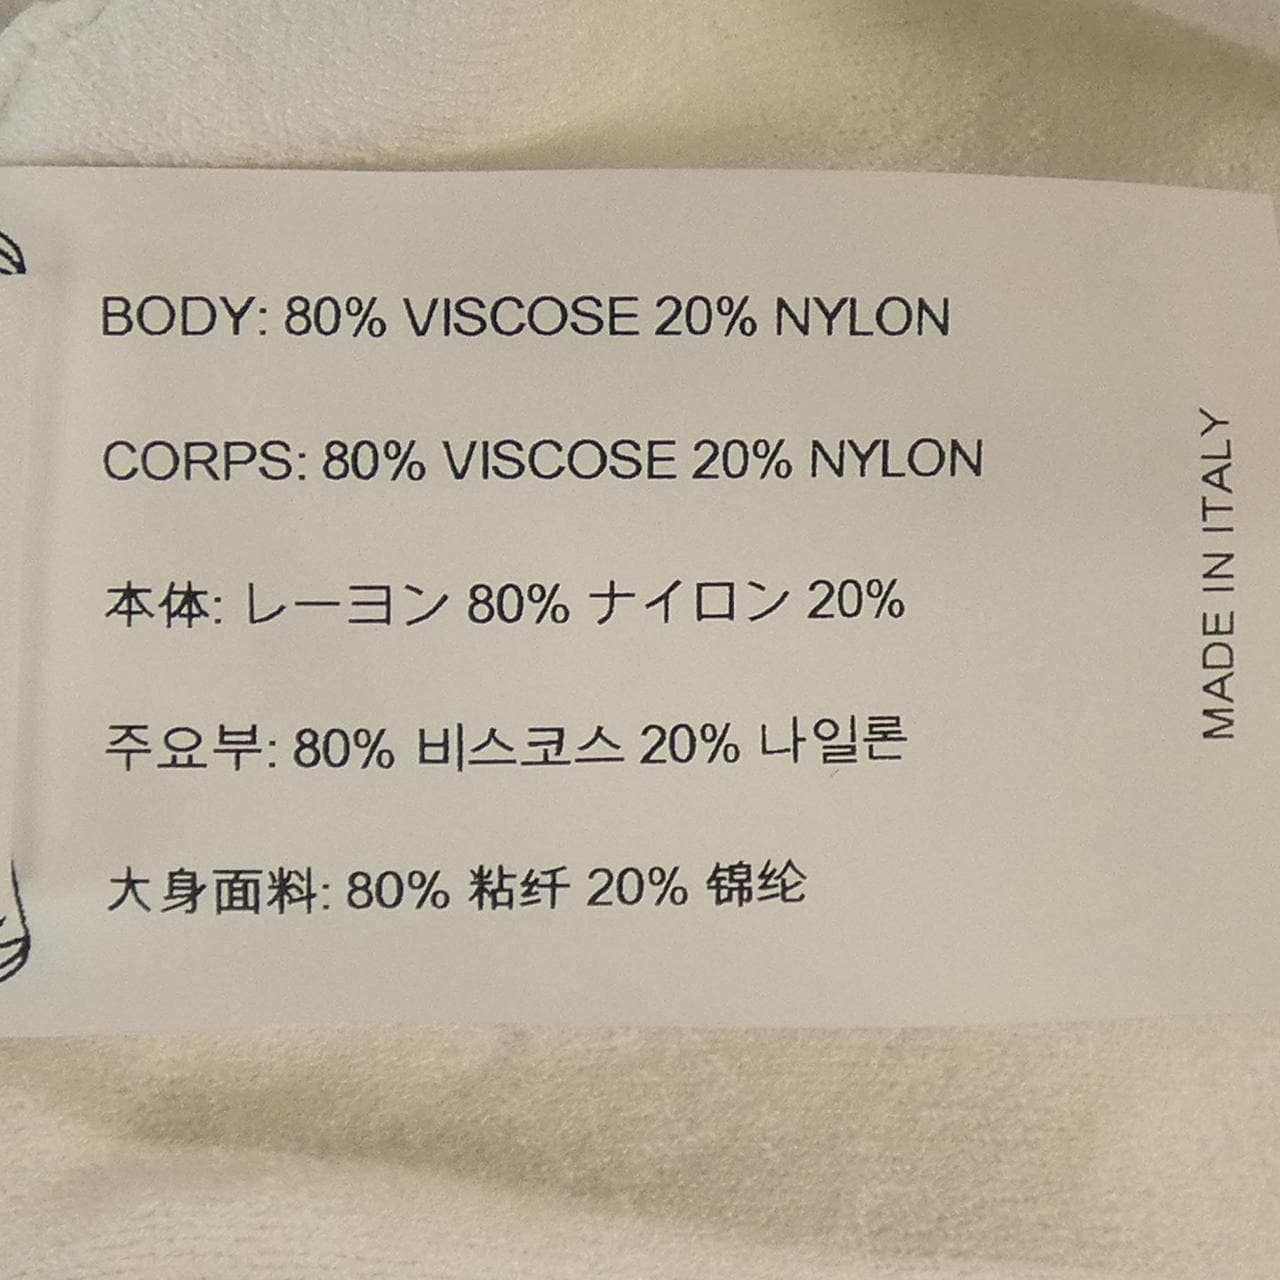 BODY: 80% VISCOSE 20% NYLON
CORPS: 80% VISCOSE 20% NYLON
本体: レーヨン 80% ナイロン 20%
주요부: 80% 비스코스 20% 나일론
大身面料: 80% 粘纤 20% 锦纶
MADE IN ITALY